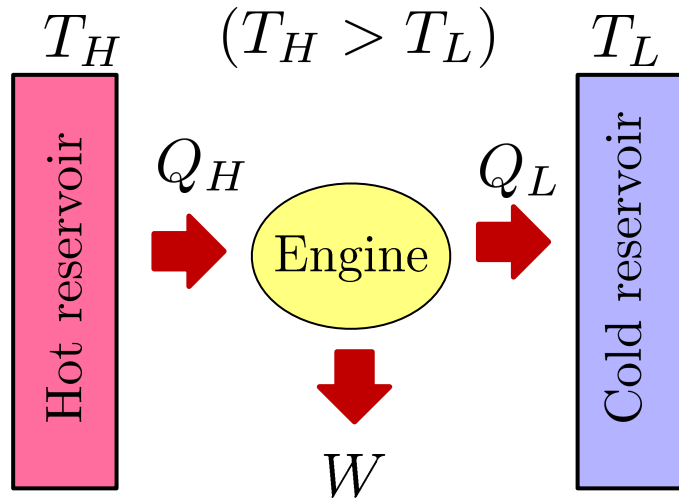 T_H
(T_H > T_L)
T_L
Hot reservoir
Q_H
Engine
Q_L
Cold reservoir
W